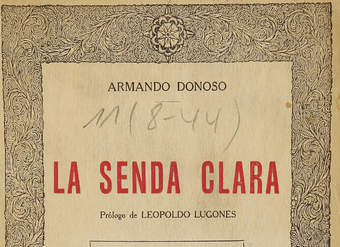 ARMANDO DONOSO
11 (8-44)
LA SENDA CLARA
Prólogo de LEOPOLDO LUGONES